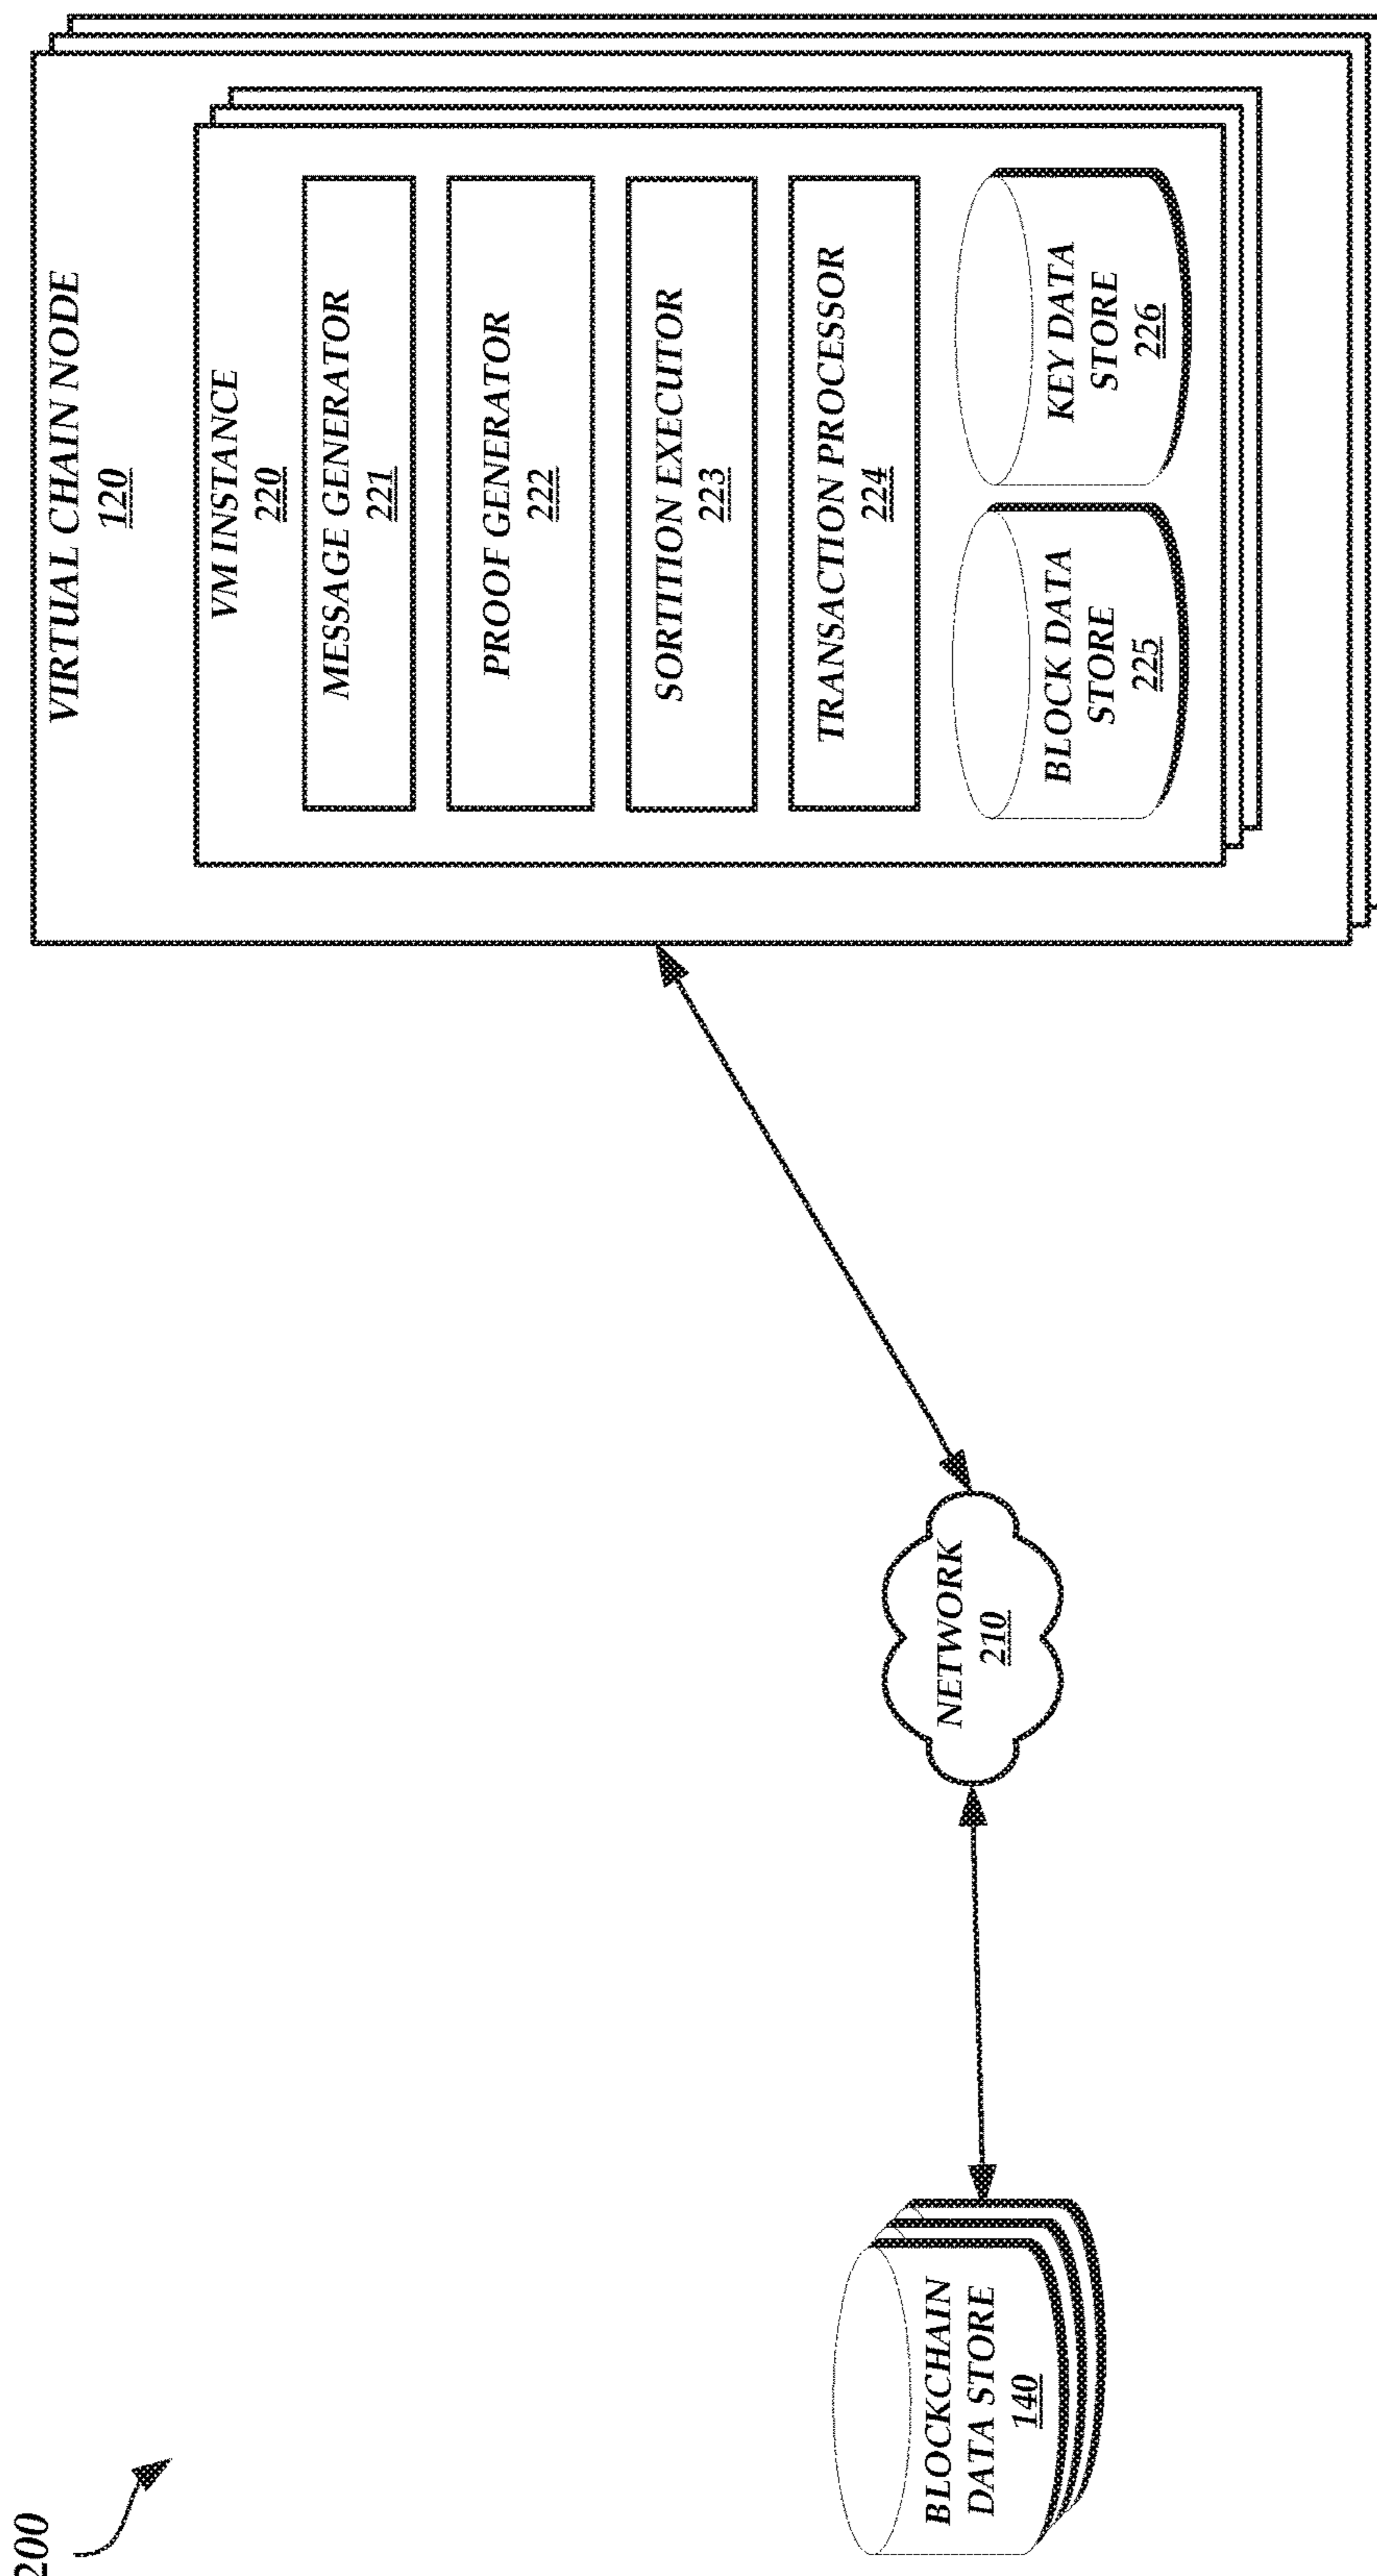 200
VIRTUAL CHAIN NODE
120
VM INSTANCE
220
MESSAGE GENERATOR
221
PROOF GENERATOR
222
SORTITION EXECUTOR
223
TRANSACTION PROCESSOR
224
BLOCK DATA
STORE
225
KEY DATA
STORE
226
NETWORK
210
BLOCKCHAIN
DATA STORE
140